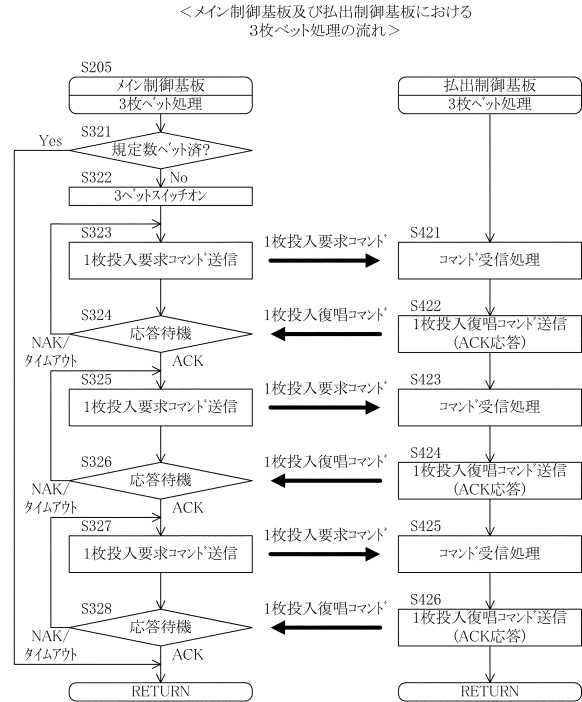 ＜メイン制御基板及び払出制御基板における
3枚ベット処理の流れ＞
S205
メイン制御基板
3枚ベット処理
払出制御基板
3枚ベット処理
S321
Yes
規定数ベット済?
No
S322
3ベットスイッチオン
S323
1枚投入要求コマンド送信
1枚投入要求コマンド
S421
コマンド受信処理
S324
応答待機
NAK/
タイムアウト
ACK
1枚投入復唱コマンド
S422
1枚投入復唱コマンド送信
(ACK応答)
S325
1枚投入要求コマンド送信
1枚投入要求コマンド
S423
コマンド受信処理
S326
応答待機
NAK/
タイムアウト
ACK
1枚投入復唱コマンド
S424
1枚投入復唱コマンド送信
(ACK応答)
S327
1枚投入要求コマンド送信
1枚投入要求コマンド
S425
コマンド受信処理
S328
応答待機
NAK/
タイムアウト
ACK
1枚投入復唱コマンド
S426
1枚投入復唱コマンド送信
(ACK応答)
RETURN
RETURN